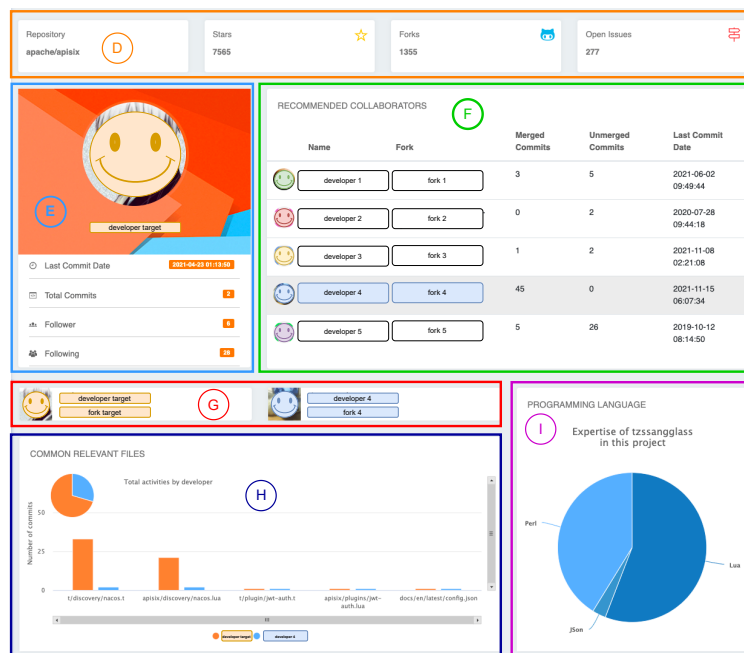 Repository
apache/apisix
D
Stars
7565
Forks
1355
Open Issues
277
E
developer target
Last Commit Date
2021-04-23 01:13:50
Total Commits
2
Follower
6
Following
28
RECOMMENDED COLLABORATORS
F
Name Fork Merged Commits Unmerged Commits Last Commit Date
developer 1 fork 1 3 5 2021-06-02 09:49:44
developer 2 fork 2 0 2 2020-07-28 09:44:18
developer 3 fork 3 1 2 2021-11-08 02:21:08
developer 4 fork 4 45 0 2021-11-15 06:07:34
developer 5 fork 5 5 26 2019-10-12 08:14:50
developer target
fork target
G
developer 4
fork 4
COMMON RELEVANT FILES
Total activities by developer
H
Number of commits
50
25
0
t/discovery/nacos.t
apisix/discovery/nacos.lua
t/plugin/jwt-auth.t
apisix/plugins/jwt-
auth.lua
docs/en/latest/config.json
developer target
developer 4
PROGRAMMING LANGUAGE
I
Expertise of tzssangglass
in this project
Perl
Lua
JSon